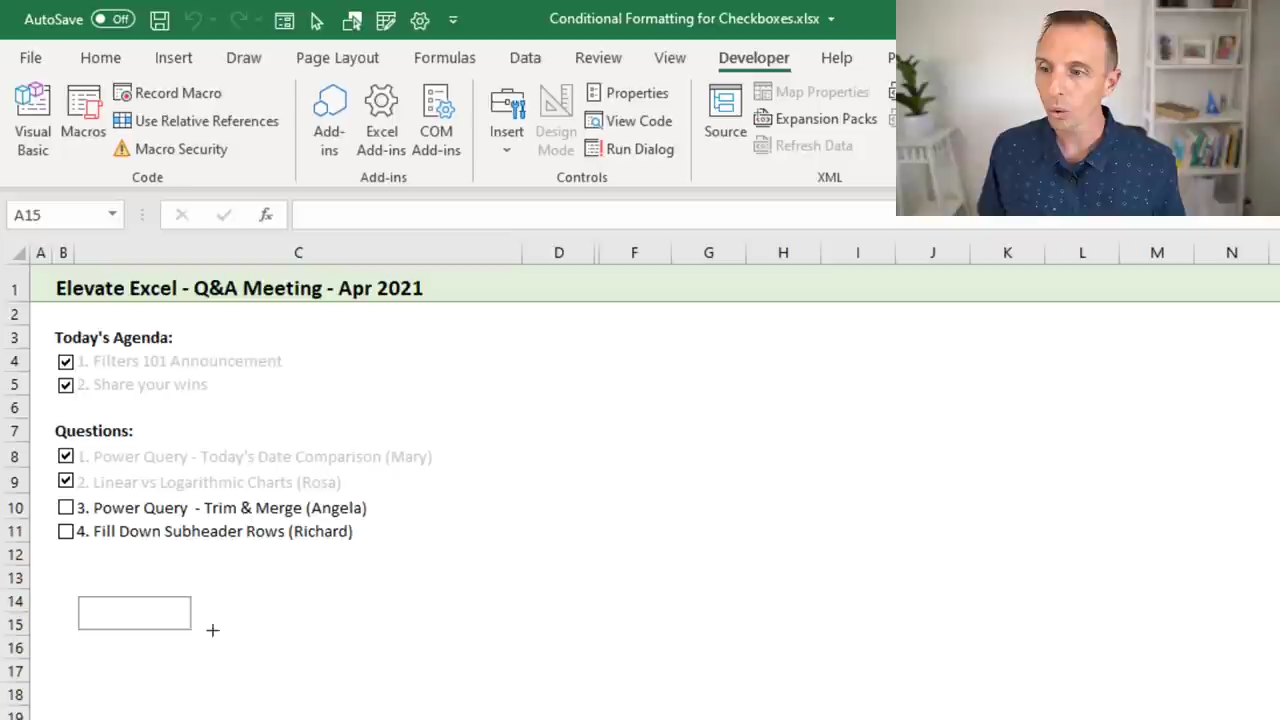 AutoSave Off Conditional Formatting for Checkboxes.xlsx
File Home Insert Draw Page Layout Formulas Data Review View Developer Help
Visual Basic
Macros
Record Macro
Use Relative References
Macro Security
Code
Add-ins
Excel Add-ins
COM Add-ins
Add-ins
Insert
Design Mode
Properties
View Code
Run Dialog
Controls
Source
Map Properties
Expansion Packs
Refresh Data
XML
A15 fx
A B C D F G H I J K L M N
1 Elevate Excel - Q&A Meeting - Apr 2021
2
3 Today's Agenda:
4 1. Filters 101 Announcement
5 2. Share your wins
6
7 Questions:
8 1. Power Query - Today's Date Comparison (Mary)
9 2. Linear vs Logarithmic Charts (Rosa)
10 3. Power Query - Trim & Merge (Angela)
11 4. Fill Down Subheader Rows (Richard)
12
13
14
15
16
17
18
19